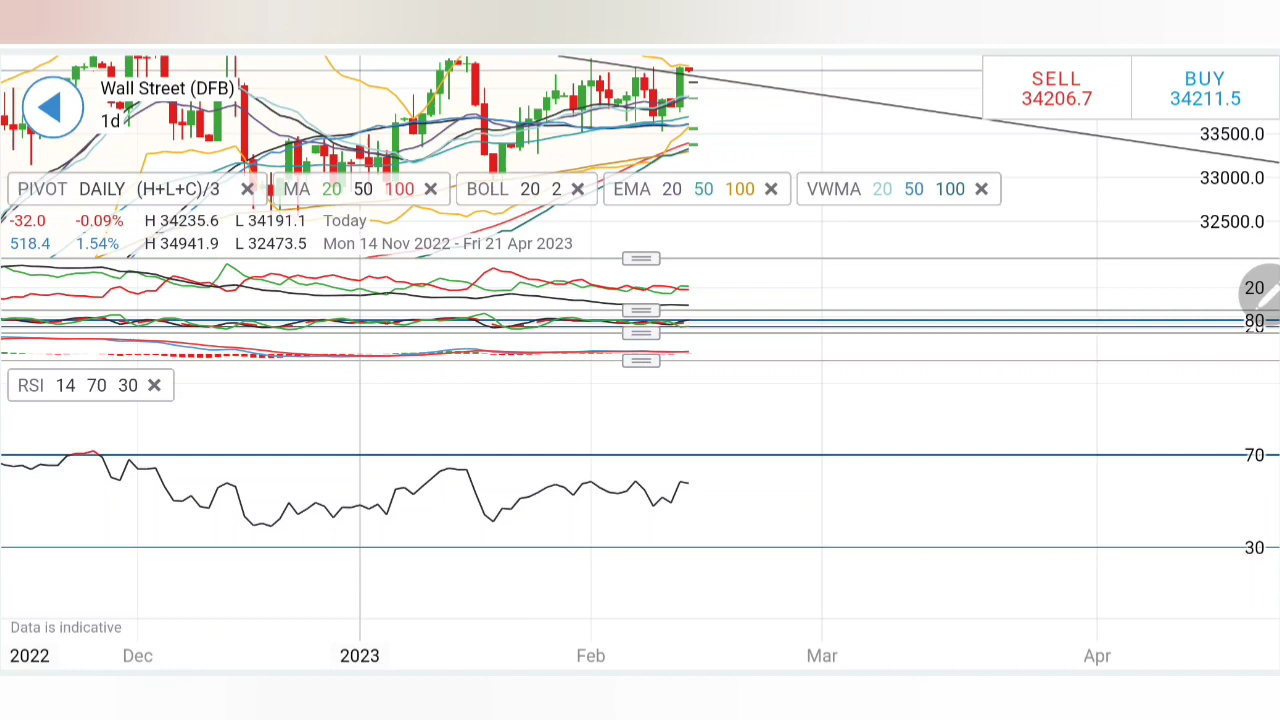 Wall Street (DFB)
1d
SELL
34206.7
BUY
34211.5
33500.0
33000.0
32500.0
PIVOT DAILY (H+L+C)/3
MA 20 50 100
BOLL 20 2
EMA 20 50 100
VWMA 20 50 100
-32.0 -0.09% H 34235.6 L 34191.1 Today
518.4 1.54% H 34941.9 L 32473.5 Mon 14 Nov 2022 - Fri 21 Apr 2023
20
80
20
RSI 14 70 30
70
30
Data is indicative
2022 Dec 2023 Feb Mar Apr